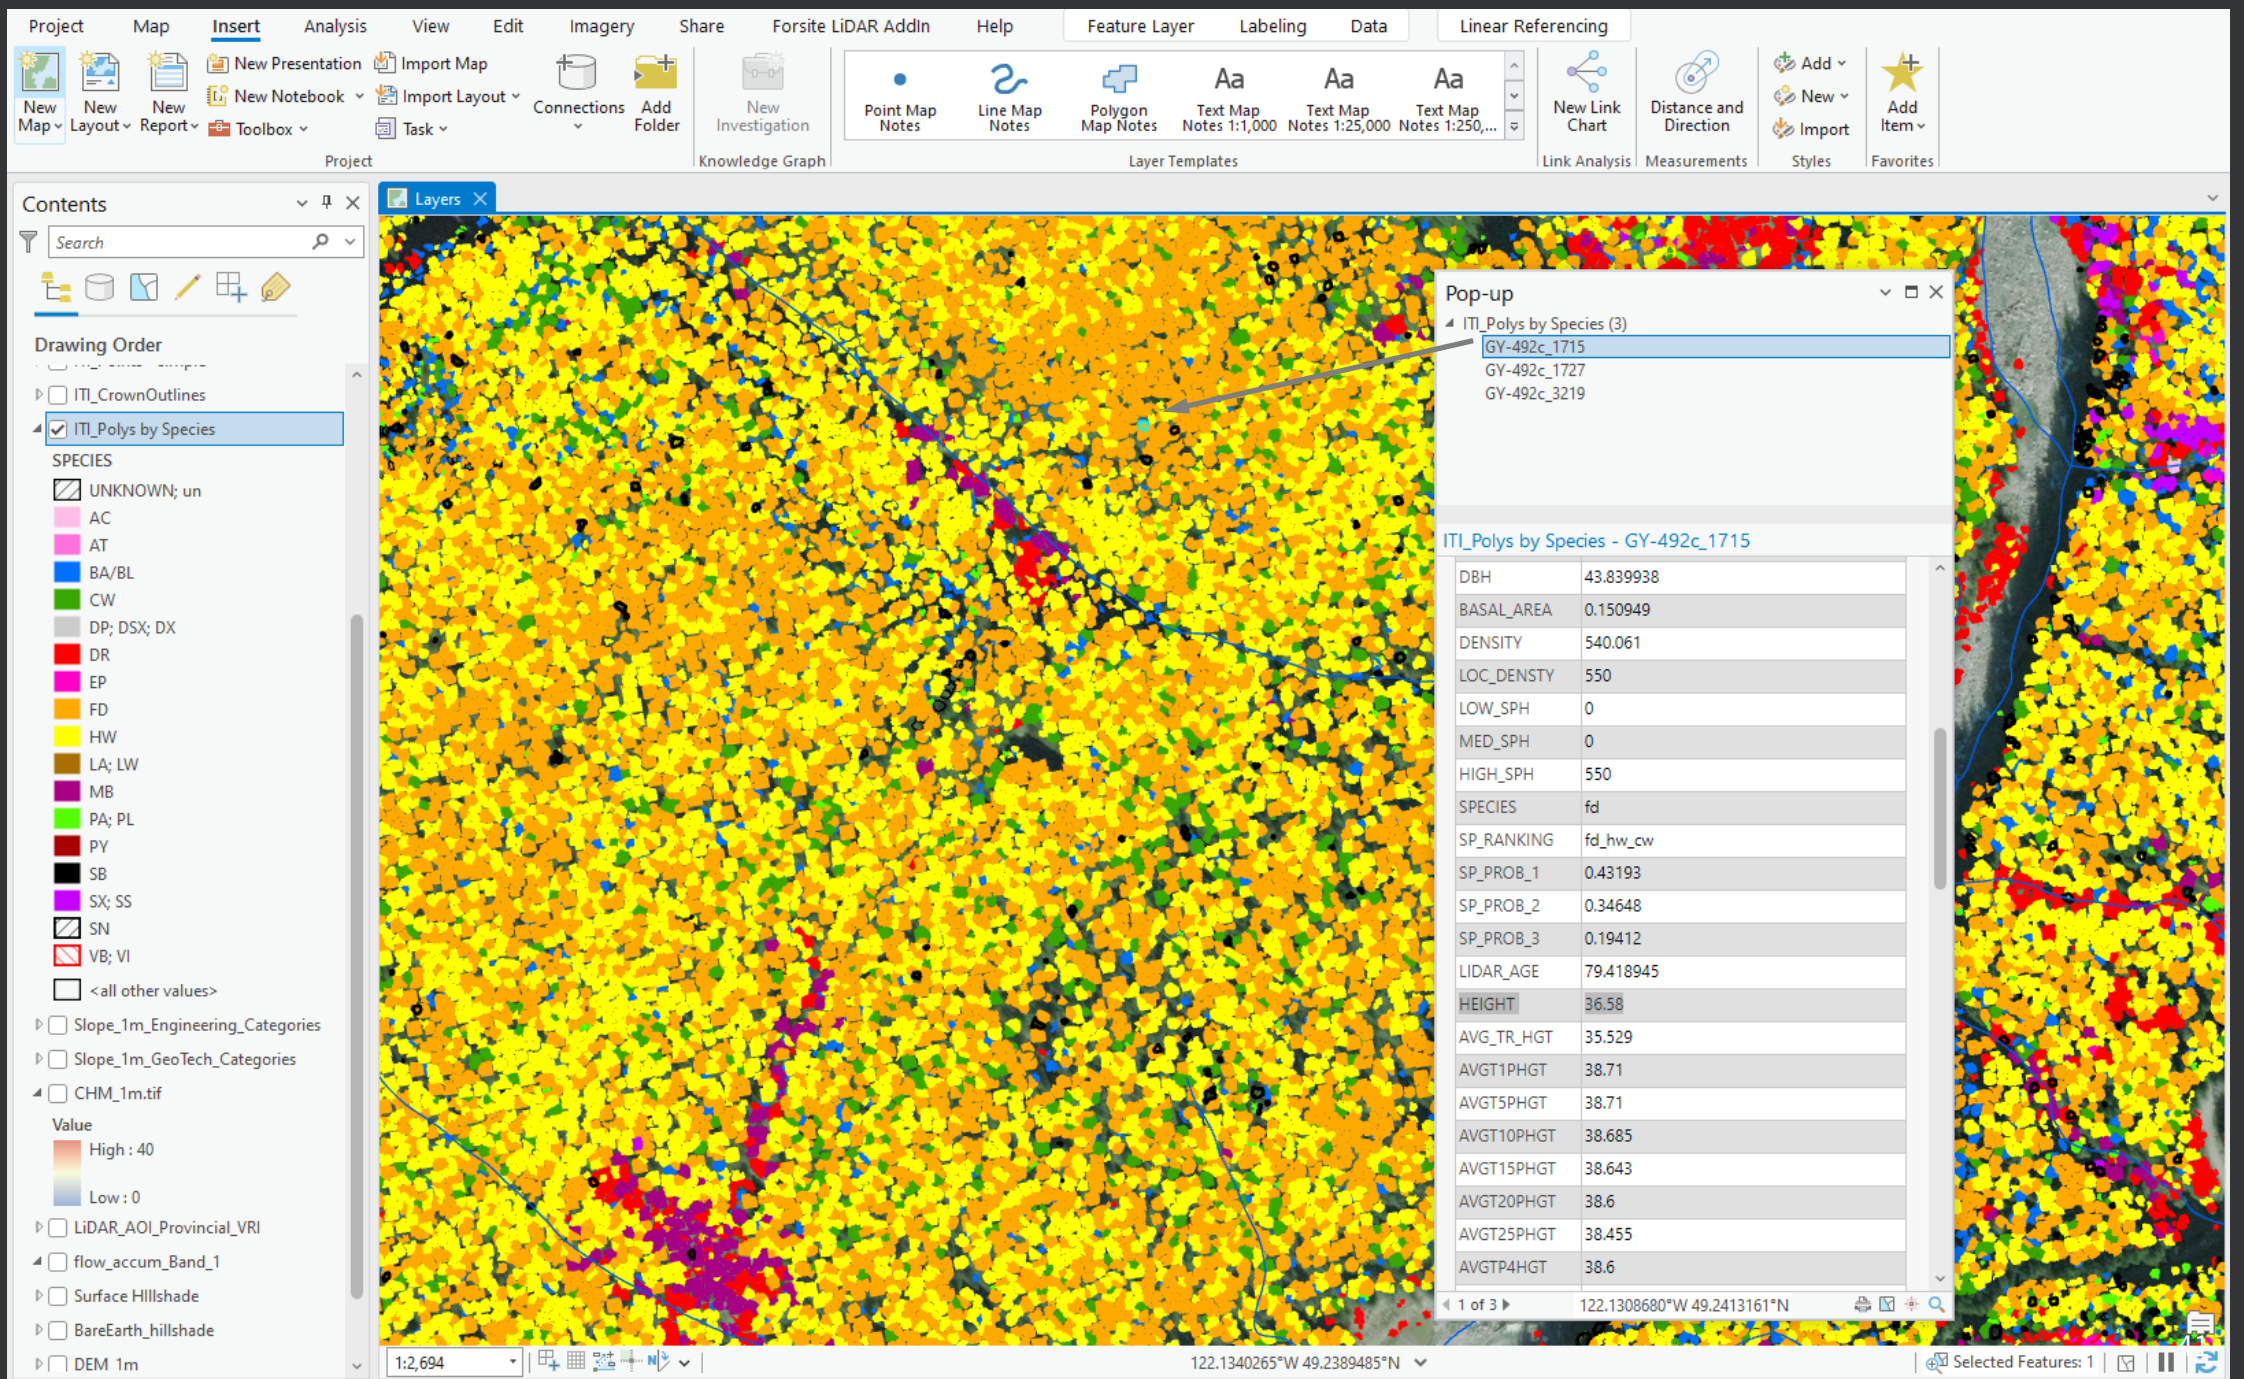 Project Map Insert Analysis View Edit Imagery Share Forsite LiDAR AddIn Help Feature Layer Labeling Data Linear Referencing
New Map
New Layout
New Report
New Presentation
New Notebook
Toolbox
Import Map
Import Layout
Task
Connections
Add Folder
Project
New Investigation
Knowledge Graph
Point Map Notes
Line Map Notes
Polygon Map Notes
Aa Text Map Notes 1:1,000
Aa Text Map Notes 1:25,000
Aa Text Map Notes 1:250,...
Layer Templates
New Link Chart
Link Analysis
Distance and Direction
Measurements
Add
New
Import
Styles
Add Item
Favorites
Contents
Search
Drawing Order
ITI_CrownOutlines
ITI_Polys by Species
SPECIES
UNKNOWN; un
AC
AT
BA/BL
CW
DP; DSX; DX
DR
EP
FD
HW
LA; LW
MB
PA; PL
PY
SB
SX; SS
SN
VB; VI
<all other values>
Slope_1m_Engineering_Categories
Slope_1m_GeoTech_Categories
CHM_1m.tif
Value
High : 40
Low : 0
LiDAR_AOI_Provincial_VRI
flow_accum_Band_1
Surface HIllshade
BareEarth_hillshade
DEM_1m
Layers
Pop-up
ITI_Polys by Species (3)
GY-492c_1715
GY-492c_1727
GY-492c_3219
ITI_Polys by Species - GY-492c_1715
DBH 43.839938
BASAL_AREA 0.150949
DENSITY 540.061
LOC_DENSTY 550
LOW_SPH 0
MED_SPH 0
HIGH_SPH 550
SPECIES fd
SP_RANKING fd_hw_cw
SP_PROB_1 0.43193
SP_PROB_2 0.34648
SP_PROB_3 0.19412
LIDAR_AGE 79.418945
HEIGHT 36.58
AVG_TR_HGT 35.529
AVGT1PHGT 38.71
AVGT5PHGT 38.71
AVGT10PHGT 38.685
AVGT15PHGT 38.643
AVGT20PHGT 38.6
AVGT25PHGT 38.455
AVGTP4HGT 38.6
1 of 3 122.1308680°W 49.2413161°N
1:2,694 N 122.1340265°W 49.2389485°N Selected Features: 1